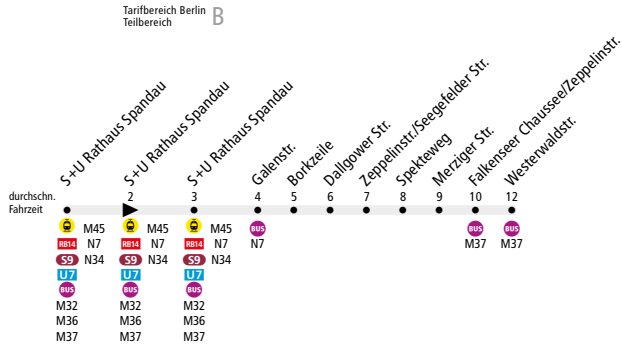 Tarifbereich Berlin
Teilbereich B
S+U Rathaus Spandau
S+U Rathaus Spandau
S+U Rathaus Spandau
Galenstr.
Borkzeile
Dallgower Str.
Zeppelinstr./Seegefelder Str.
Spekteweg
Merziger Str.
Falkenseer Chaussee/Zeppelinstr.
Westerwaldstr.
durchschn. 2 3 4 5 6 7 8 9 10 12
Fahrzeit
M45 M45 M45 BUS BUS BUS
RB14 N7 RB14 N7 RB14 N7 N7 M37 M37
S9 N34 S9 N34 S9 N34
U7 U7 U7
BUS BUS BUS
M32 M32 M32
M36 M36 M36
M37 M37 M37